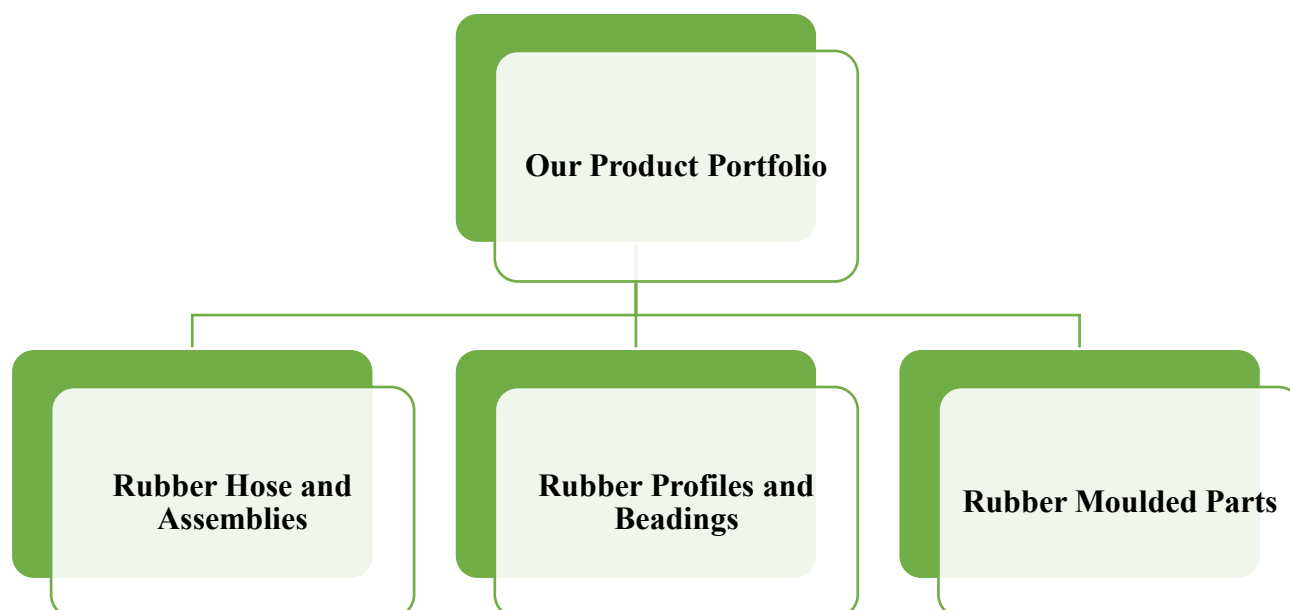 Our Product Portfolio
Rubber Hose and
Assemblies
Rubber Profiles and
Beadings
Rubber Moulded Parts